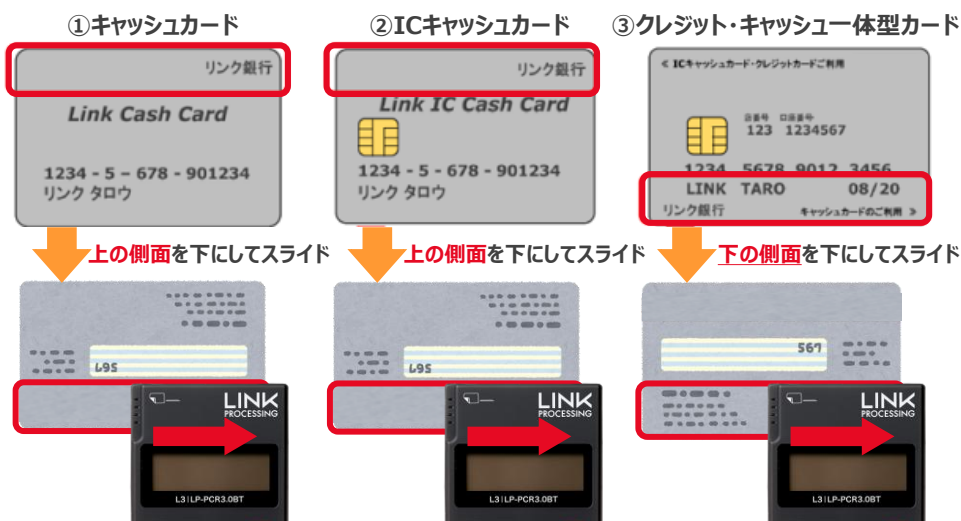 ①キャッシュカード
リンク銀行
Link Cash Card
1234 - 5 – 678 - 901234
リンク タロウ
上の側面を下にしてスライド
695
LINK
PROCESSING
L3 | LP-PCR3.0BT
②ICキャッシュカード
リンク銀行
Link IC Cash Card
1234 - 5 - 678 - 901234
リンク タロウ
上の側面を下にしてスライド
695
LINK
PROCESSING
L3 | LP-PCR3.0BT
③クレジット・キャッシュ一体型カード
《 ICキャッシュカード・クレジットカードご利用
店番号 口座番号
123 1234567
1234 5678 9012 3456
LINK TARO 08/20
リンク銀行 キャッシュカードのご利用 》
下の側面を下にしてスライド
567
LINK
PROCESSING
L3 | LP-PCR3.0BT